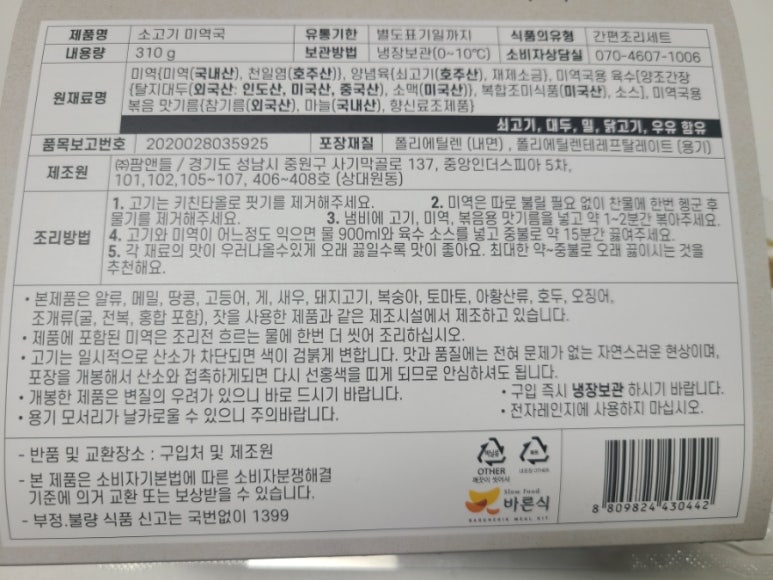 제품명 소고기 미역국 유통기한 별도표기일까지 식품의유형 간편조리세트
내용량 310 g 보관방법 냉장보관(0~10℃) 소비자상담실 070-4607-1006
원재료명
미역{미역(국내산), 천일염(호주산)}, 양념육{쇠고기(호주산), 재제소금}, 미역국용 육수{양조간장
{탈지대두(외국산: 인도산, 미국산, 중국산), 소맥(미국산)}, 복합조미식품(미국산), 소스}, 미역국용
볶음 맛기름{참기름(외국산), 마늘(국내산), 향신료조제품}
쇠고기, 대두, 밀, 닭고기, 우유 함유
품목보고번호 2020028035925 포장재질 폴리에틸렌 (내면) , 폴리에틸렌테레프탈레이트 (용기)
제조원
㈜팜앤들 / 경기도 성남시 중원구 사기막골로 137, 중앙인더스피아 5차,
101,102,105~107, 406~408호 (상대원동)
조리방법
1. 고기는 키친타올로 핏기를 제거해주세요. 2. 미역은 따로 불릴 필요 없이 찬물에 한번 헹군 후
물기를 제거해주세요. 3. 냄비에 고기, 미역, 볶음용 맛기름을 넣고 약 1~2분간 볶아주세요.
4. 고기와 미역이 어느정도 익으면 물 900ml와 육수 소스를 넣고 중불로 약 15분간 끓여주세요.
5. 각 재료의 맛이 우러나올수있게 오래 끓일수록 맛이 좋아요. 최대한 약~중불로 오래 끓이시는 것을
추천해요.
• 본제품은 알류, 메밀, 땅콩, 고등어, 게, 새우, 돼지고기, 복숭아, 토마토, 아황산류, 호두, 오징어,
조개류(굴, 전복, 홍합 포함), 잣을 사용한 제품과 같은 제조시설에서 제조하고 있습니다.
• 제품에 포함된 미역은 조리전 흐르는 물에 한번 더 씻어 조리하십시오.
• 고기는 일시적으로 산소가 차단되면 색이 검붉게 변합니다. 맛과 품질에는 전혀 문제가 없는 자연스러운 현상이며,
포장을 개봉해서 산소와 접촉하게되면 다시 선홍색을 띠게 되므로 안심하셔도 됩니다.
• 개봉한 제품은 변질의 우려가 있으니 바로 드시기 바랍니다. • 구입 즉시 냉장보관 하시기 바랍니다.
• 용기 모서리가 날카로울 수 있으니 주의바랍니다. • 전자레인지에 사용하지 마십시오.
- 반품 및 교환장소 : 구입처 및 제조원
- 본 제품은 소비자기본법에 따른 소비자분쟁해결
기준에 의거 교환 또는 보상받을 수 있습니다.
- 부정.불량 식품 신고는 국번없이 1399
OTHER
깨끗이 씻어서
Slow Food
바른식
BARUNSIK MEAL KIT
8 809824 430442